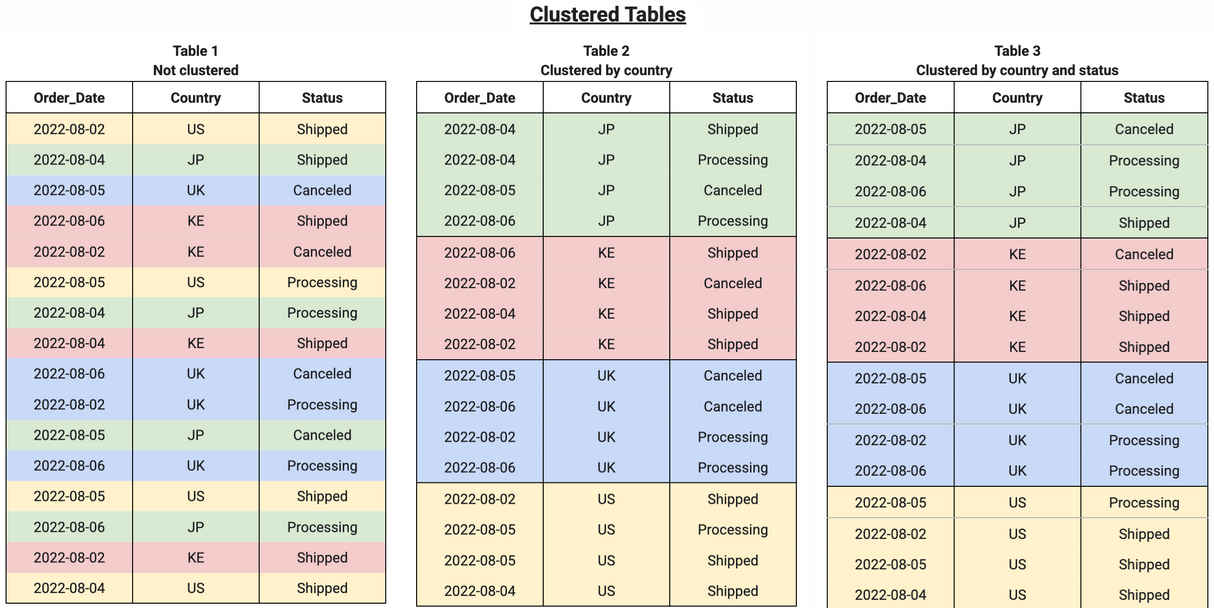 Clustered Tables
Table 1
Not clustered
Order_Date Country Status
2022-08-02 US Shipped
2022-08-04 JP Shipped
2022-08-05 UK Canceled
2022-08-06 KE Shipped
2022-08-02 KE Canceled
2022-08-05 US Processing
2022-08-04 JP Processing
2022-08-04 KE Shipped
2022-08-06 UK Canceled
2022-08-02 UK Processing
2022-08-05 JP Canceled
2022-08-06 UK Processing
2022-08-05 US Shipped
2022-08-06 JP Processing
2022-08-02 KE Shipped
2022-08-04 US Shipped
Table 2
Clustered by country
Order_Date Country Status
2022-08-04 JP Shipped
2022-08-04 JP Processing
2022-08-05 JP Canceled
2022-08-06 JP Processing
2022-08-06 KE Shipped
2022-08-02 KE Canceled
2022-08-04 KE Shipped
2022-08-02 KE Shipped
2022-08-05 UK Canceled
2022-08-06 UK Canceled
2022-08-02 UK Processing
2022-08-06 UK Processing
2022-08-02 US Shipped
2022-08-05 US Processing
2022-08-05 US Shipped
2022-08-04 US Shipped
Table 3
Clustered by country and status
Order_Date Country Status
2022-08-05 JP Canceled
2022-08-04 JP Processing
2022-08-06 JP Processing
2022-08-04 JP Shipped
2022-08-02 KE Canceled
2022-08-06 KE Shipped
2022-08-04 KE Shipped
2022-08-02 KE Shipped
2022-08-05 UK Canceled
2022-08-06 UK Canceled
2022-08-02 UK Processing
2022-08-06 UK Processing
2022-08-05 US Processing
2022-08-02 US Shipped
2022-08-05 US Shipped
2022-08-04 US Shipped